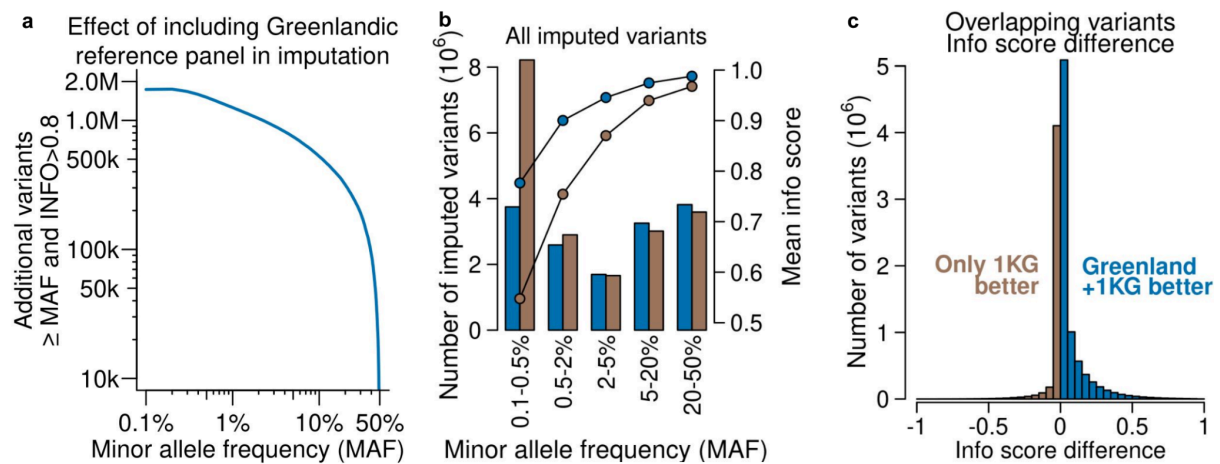 a
Effect of including Greenlandic
reference panel in imputation
Additional variants
≥ MAF and INFO>0.8
2.0M
1.0M
500k
100k
50k
10k
0.1%
1%
10%
50%
Minor allele frequency (MAF)
b
All imputed variants
Number of imputed variants (10⁶)
8
6
4
2
0
1.0
0.9
0.8
0.7
0.6
0.5
Mean info score
0.1-0.5%
0.5-2%
2-5%
5-20%
20-50%
Minor allele frequency (MAF)
c
Overlapping variants
Info score difference
Number of variants (10⁶)
5
4
3
2
1
0
Only 1KG
better
Greenland
+1KG better
-1
-0.5
0
0.5
1
Info score difference